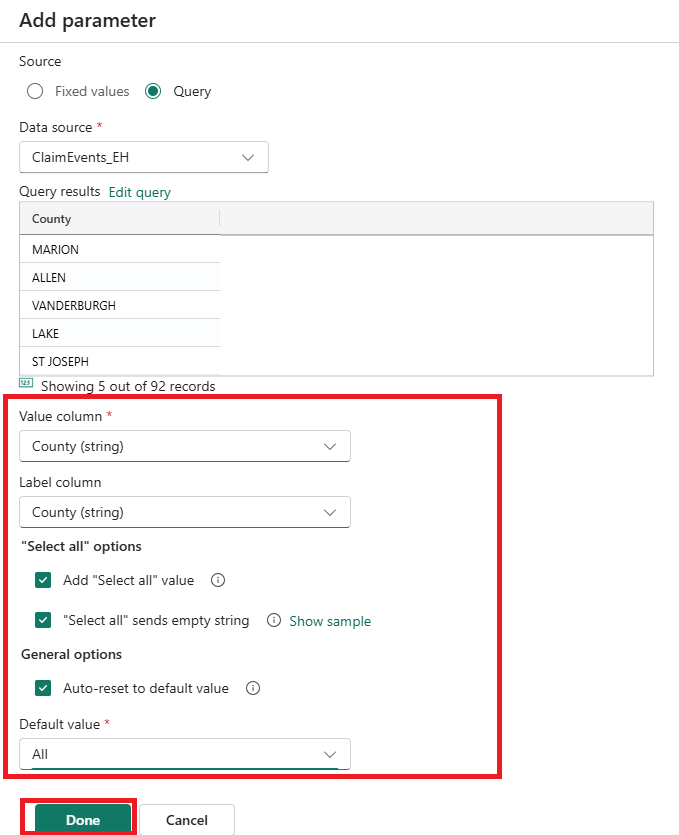 Add parameter
Source
Fixed values Query
Data source *
ClaimEvents_EH
Query results Edit query
County
MARION
ALLEN
VANDERBURGH
LAKE
ST JOSEPH
123 Showing 5 out of 92 records
Value column *
County (string)
Label column
County (string)
"Select all" options
Add "Select all" value
"Select all" sends empty string Show sample
General options
Auto-reset to default value
Default value *
All
Done Cancel